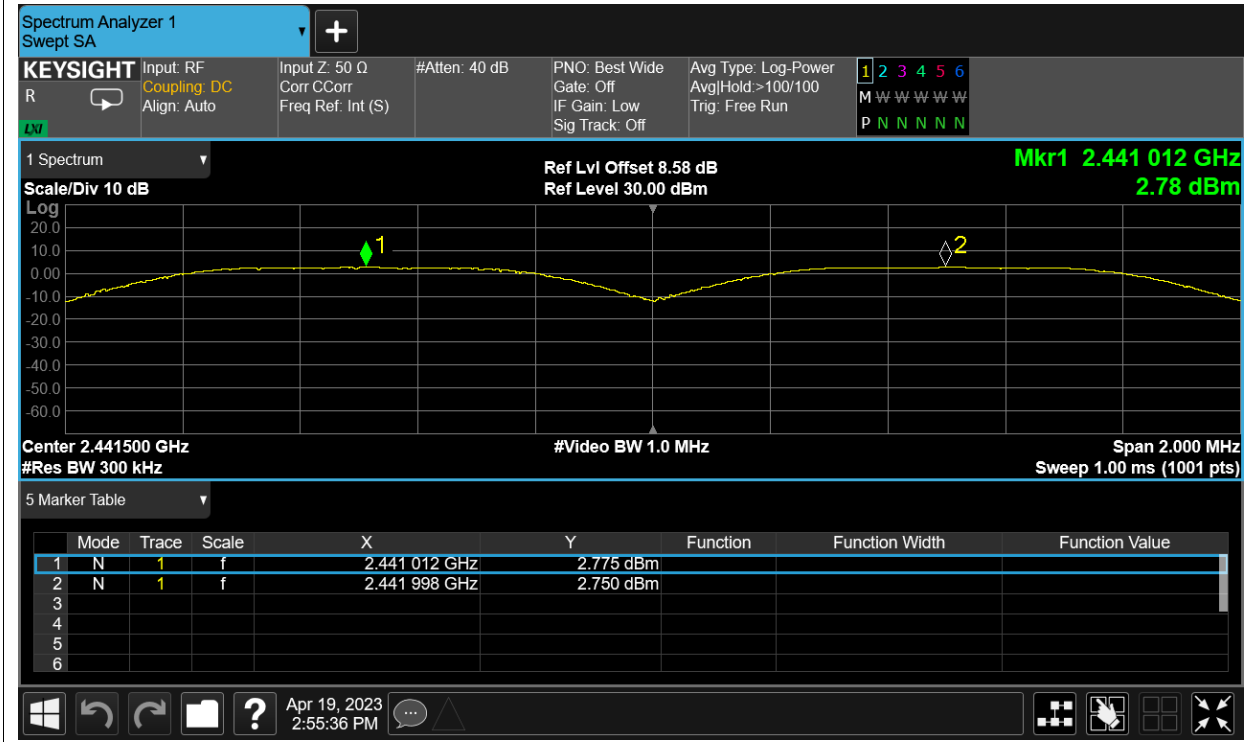 Spectrum Analyzer 1
Swept SA
+
KEYSIGHT Input: RF Input Z: 50 Ω #Atten: 40 dB PNO: Best Wide Avg Type: Log-Power 1 2 3 4 5 6
R Coupling: DC Corr CCorr Gate: Off Avg|Hold:>100/100 M W W W W W
Align: Auto Freq Ref: Int (S) IF Gain: Low Trig: Free Run
LXI Sig Track: Off P N N N N N
1 Spectrum Ref Lvl Offset 8.58 dB Mkr1 2.441 012 GHz
Scale/Div 10 dB Ref Level 30.00 dBm 2.78 dBm
Log
20.0
10.0 1 2
0.00
-10.0
-20.0
-30.0
-40.0
-50.0
-60.0
Center 2.441500 GHz #Video BW 1.0 MHz Span 2.000 MHz
#Res BW 300 kHz Sweep 1.00 ms (1001 pts)
5 Marker Table
Mode Trace Scale X Y Function Function Width Function Value
1 N 1 f 2.441 012 GHz 2.775 dBm
2 N 1 f 2.441 998 GHz 2.750 dBm
3
4
5
6
? Apr 19, 2023
2:55:36 PM